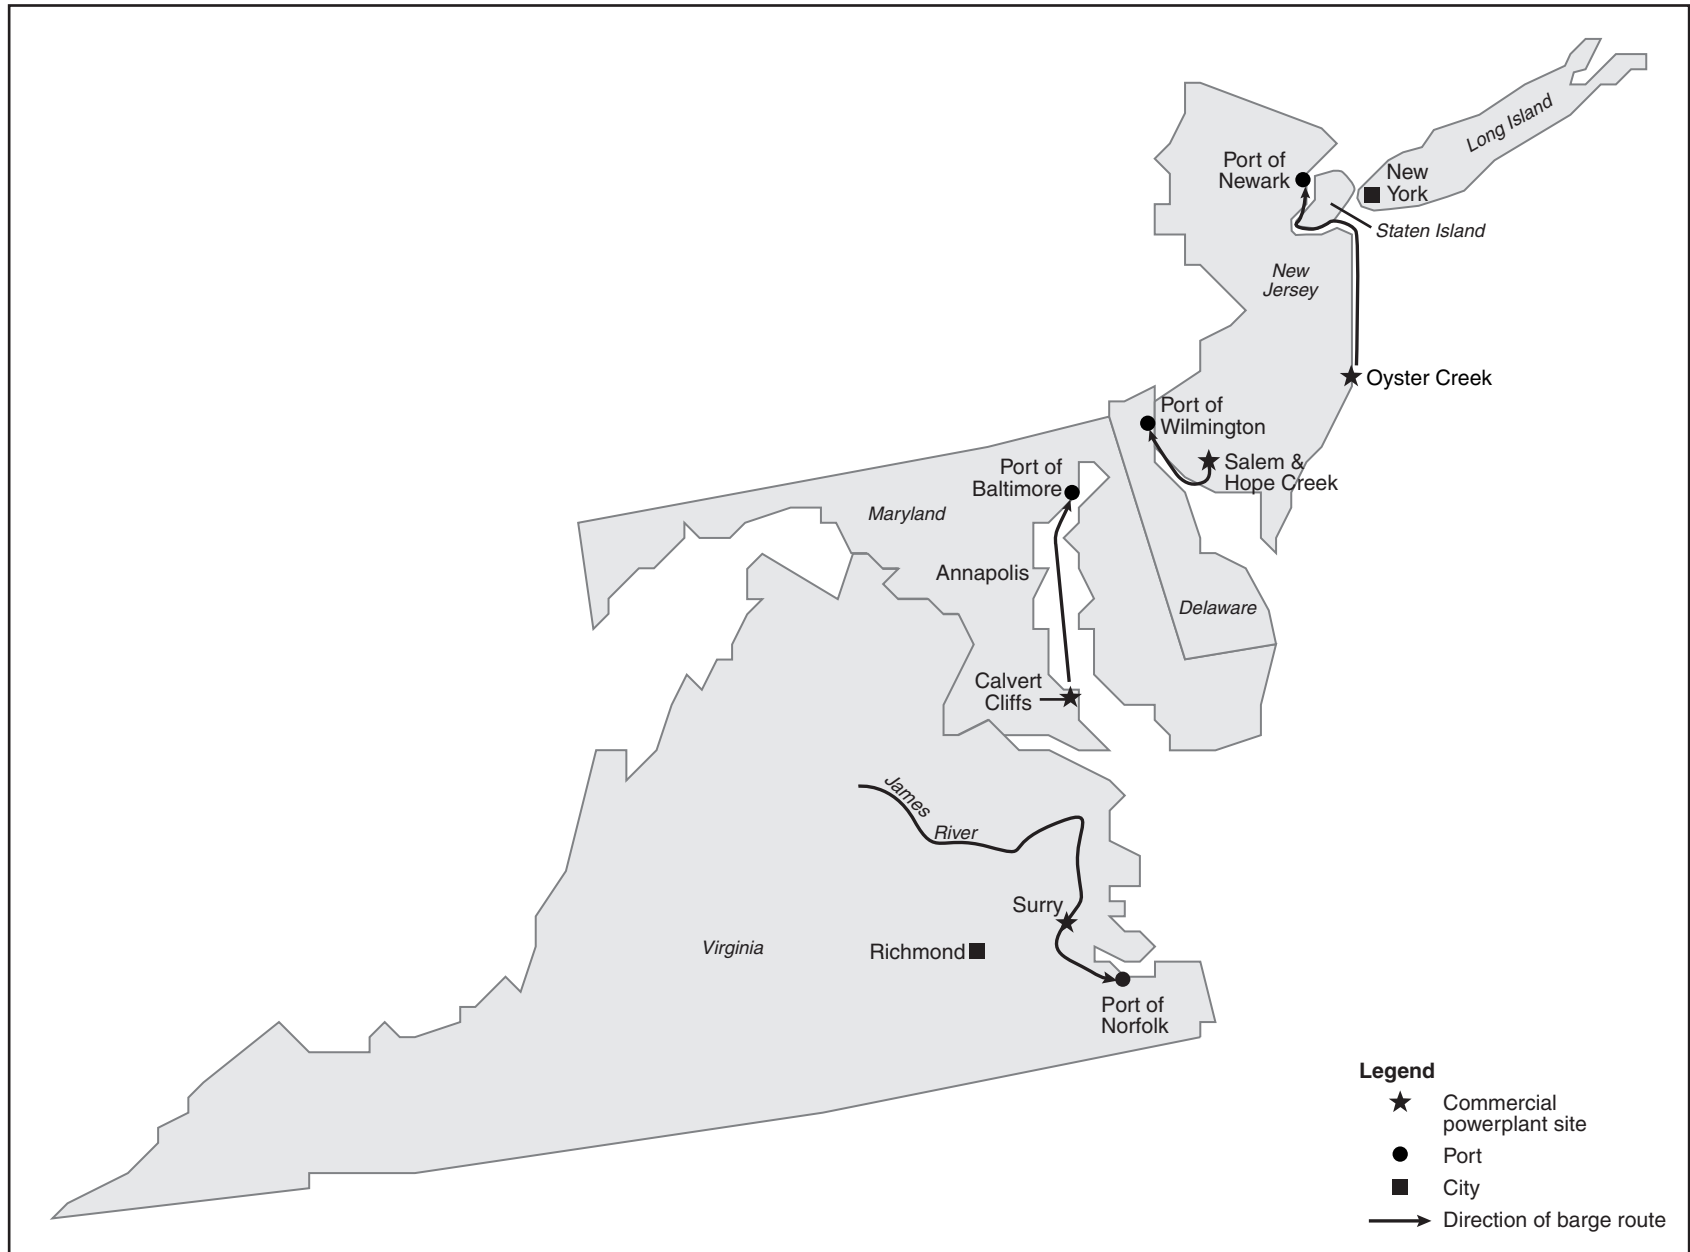 Long Island
Port of
Newark
New
York
Staten Island
New
Jersey
Oyster Creek
Port of
Wilmington
Salem &
Hope Creek
Port of
Baltimore
Maryland
Annapolis
Delaware
Calvert
Cliffs
James
River
Surry
Virginia
Richmond
Port of
Norfolk
Legend
Commercial
powerplant site
Port
City
Direction of barge route